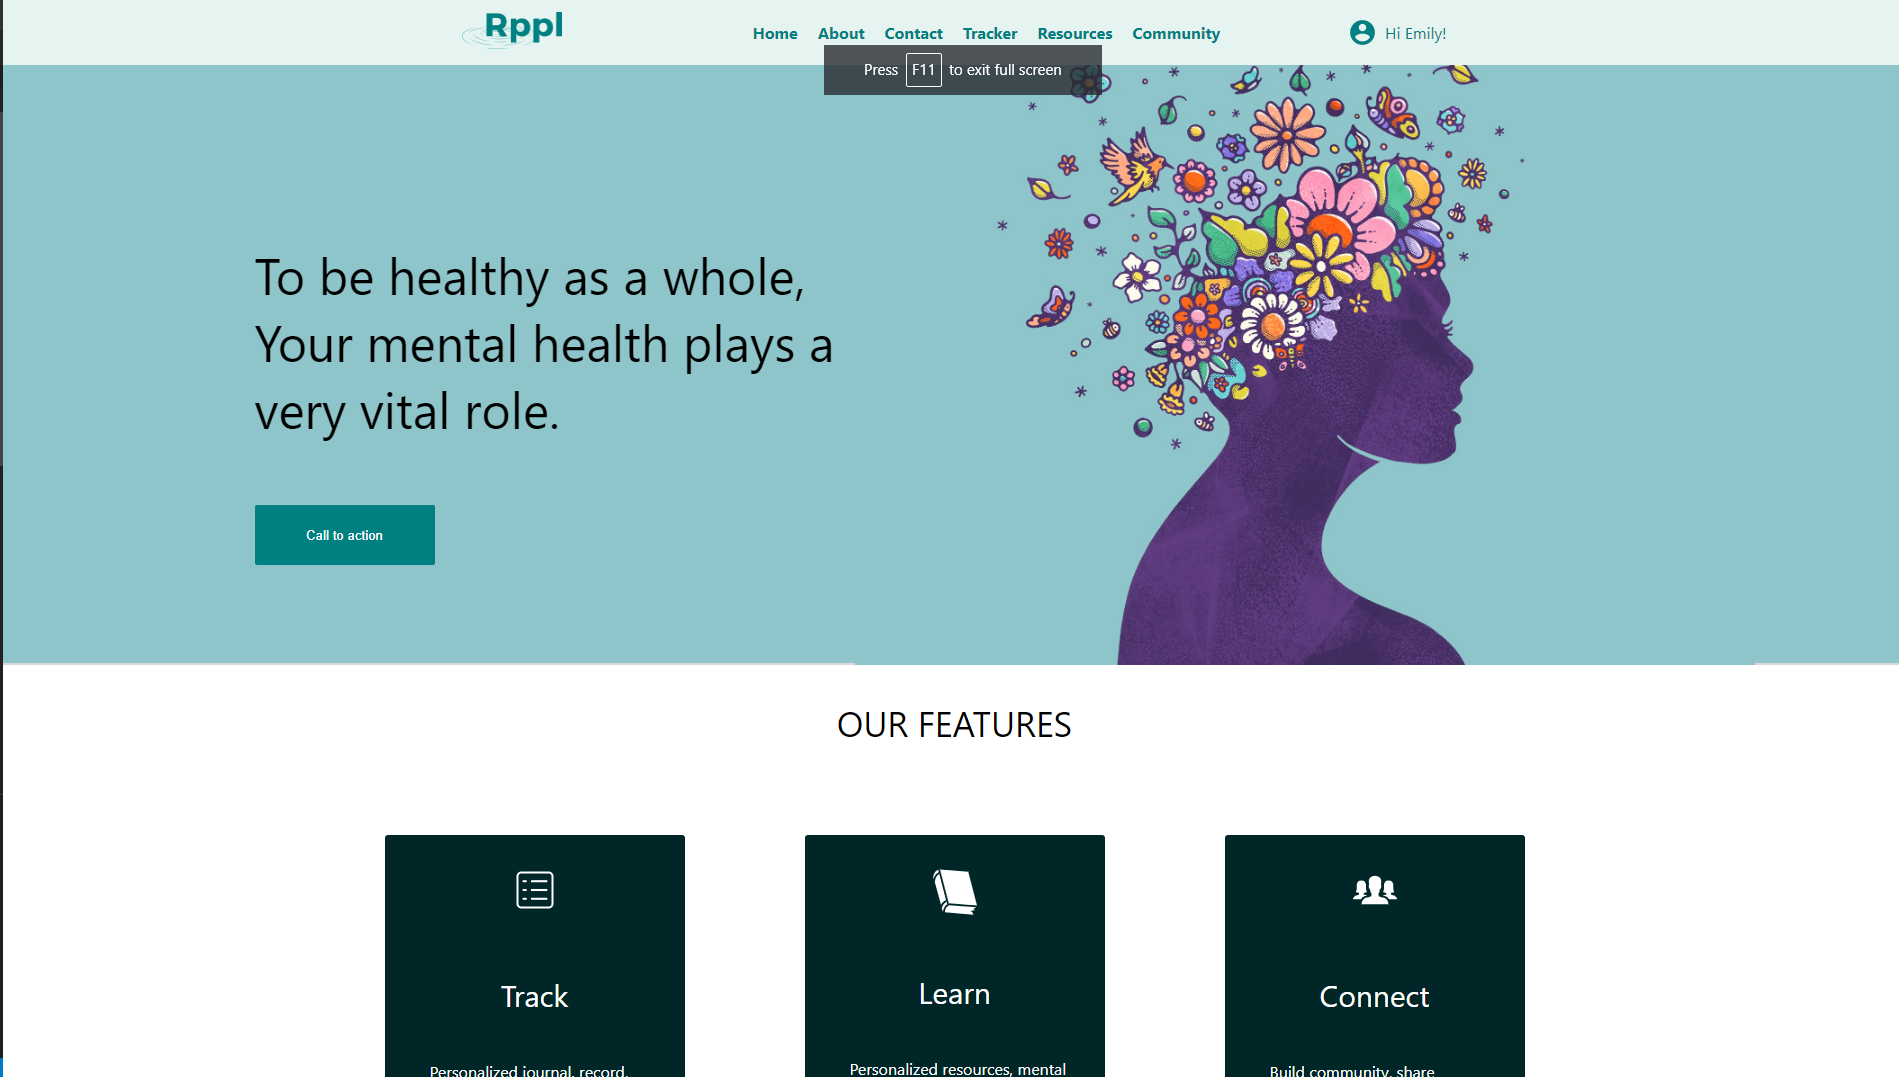 Rppl
Home About Contact Tracker Resources Community
Hi Emily!
Press F11 to exit full screen
To be healthy as a whole,
Your mental health plays a
very vital role.
Call to action
OUR FEATURES
Track
Personalized journal, record,
Learn
Personalized resources, mental
Connect
Build community, share